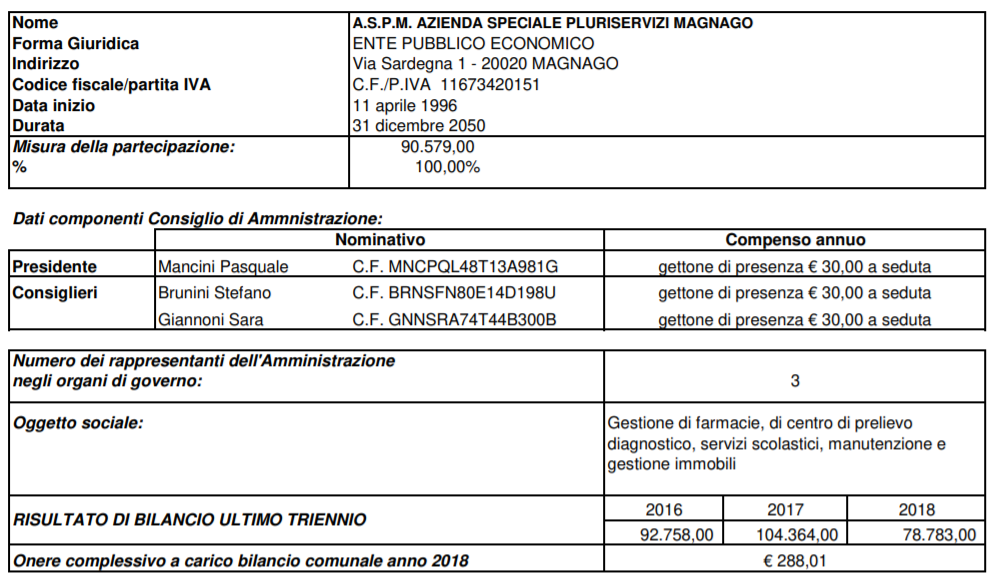 Nome A.S.P.M. AZIENDA SPECIALE PLURISERVIZI MAGNAGO
Forma Giuridica ENTE PUBBLICO ECONOMICO
Indirizzo Via Sardegna 1 - 20020 MAGNAGO
Codice fiscale/partita IVA C.F./P.IVA 11673420151
Data inizio 11 aprile 1996
Durata 31 dicembre 2050
Misura della partecipazione: 90.579,00
% 100,00%
Dati componenti Consiglio di Ammnistrazione:
Nominativo Compenso annuo
Presidente Mancini Pasquale C.F. MNCPQL48T13A981G gettone di presenza € 30,00 a seduta
Consiglieri Brunini Stefano C.F. BRNSFN80E14D198U gettone di presenza € 30,00 a seduta
Giannoni Sara C.F. GNNSRA74T44B300B gettone di presenza € 30,00 a seduta
Numero dei rappresentanti dell'Amministrazione
negli organi di governo: 3
Oggetto sociale: Gestione di farmacie, di centro di prelievo
diagnostico, servizi scolastici, manutenzione e
gestione immobili
RISULTATO DI BILANCIO ULTIMO TRIENNIO 2016 2017 2018
92.758,00 104.364,00 78.783,00
Onere complessivo a carico bilancio comunale anno 2018 € 288,01